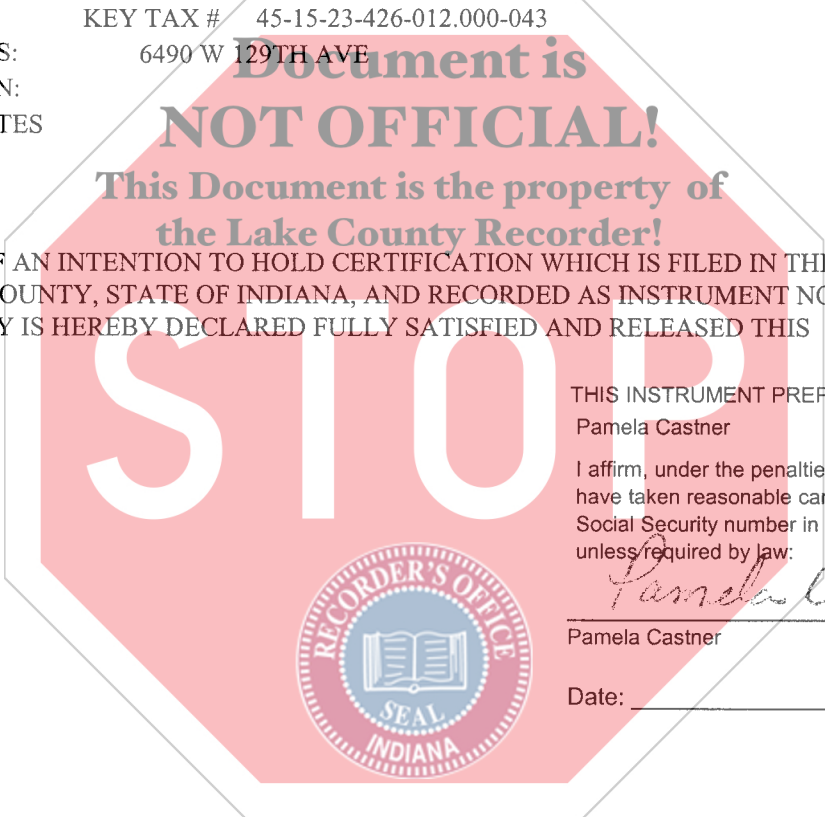 KEY TAX # 45-15-23-426-012.000-043
S: 6490 W 129TH AVE
N:
TES
Document is
NOT OFFICIAL!
This Document is the property of
the Lake County Recorder!
F AN INTENTION TO HOLD CERTIFICATION WHICH IS FILED IN THE
OUNTY, STATE OF INDIANA, AND RECORDED AS INSTRUMENT NO
Y IS HEREBY DECLARED FULLY SATISFIED AND RELEASED THIS
STOP
THIS INSTRUMENT PREP
Pamela Castner
I affirm, under the penaltie
have taken reasonable car
Social Security number in
unless required by law:
Pamela C
Pamela Castner
Date:
RECORDER'S OFFICE
SEAL
INDIANA